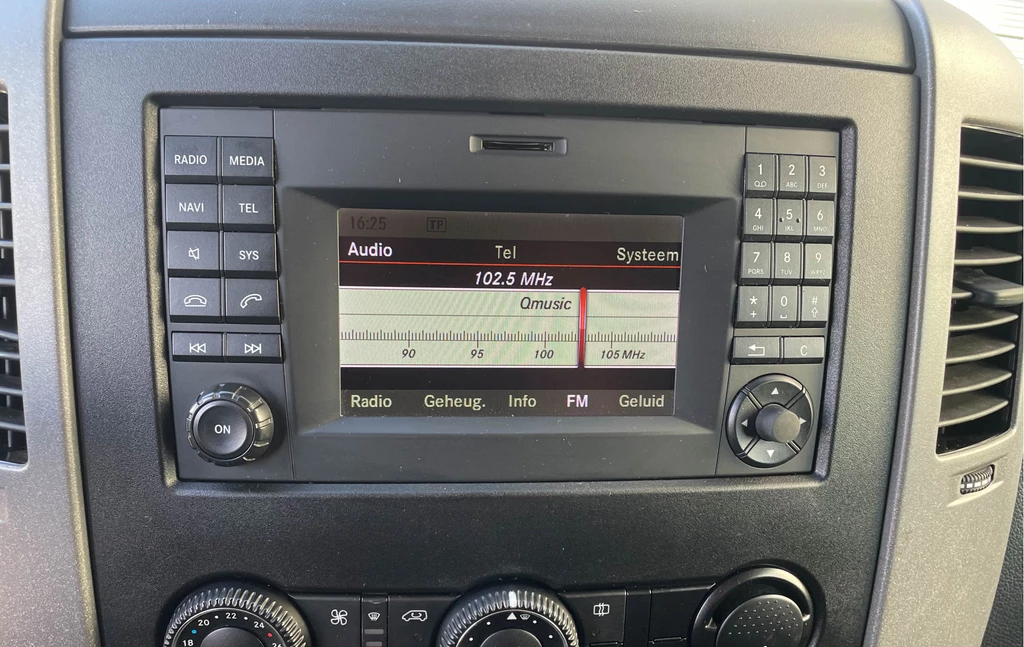 RADIO MEDIA
NAVI TEL
SYS
ON
16:25 TP
Audio Tel Systeem
102.5 MHz
Qmusic
90 95 100 105 MHz
Radio Geheug. Info FM Geluid
1 2 ABC 3 DEF
4 GHI 5 JKL 6 MNO
7 PQRS 8 TUV 9 WXYZ
* + 0 #
C
18 20 22 24 26